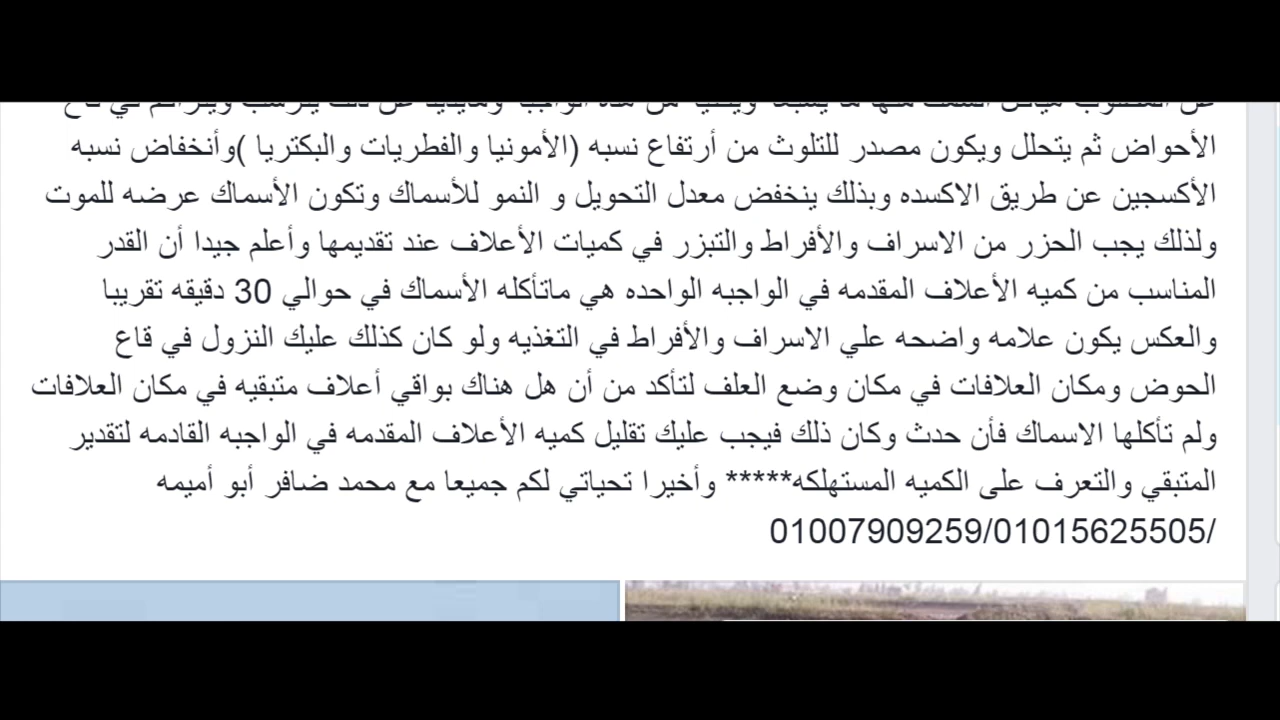 الأحواض ثم يتحلل ويكون مصدر للتلوث من أرتفاع نسبه (الأمونيا والفطريات والبكتريا )وأنخفاض نسبه
الأكسجين عن طريق الاكسده وبذلك ينخفض معدل التحويل و النمو للأسماك وتكون الأسماك عرضه للموت
ولذلك يجب الحزر من الاسراف والأفراط والتبزر في كميات الأعلاف عند تقديمها وأعلم جيدا أن القدر
المناسب من كميه الأعلاف المقدمه في الواجبه الواحده هي ماتأكله الأسماك في حوالي 30 دقيقه تقريبا
والعكس يكون علامه واضحه علي الاسراف والأفراط في التغذيه ولو كان كذلك عليك النزول في قاع
الحوض ومكان العلافات في مكان وضع العلف لتأكد من أن هل هناك بواقي أعلاف متبقيه في مكان العلافات
ولم تأكلها الاسماك فأن حدث وكان ذلك فيجب عليك تقليل كميه الأعلاف المقدمه في الواجبه القادمه لتقدير
المتبقي والتعرف على الكميه المستهلكه***** وأخيرا تحياتي لكم جميعا مع محمد ضافر أبو أميمه
01007909259/01015625505/